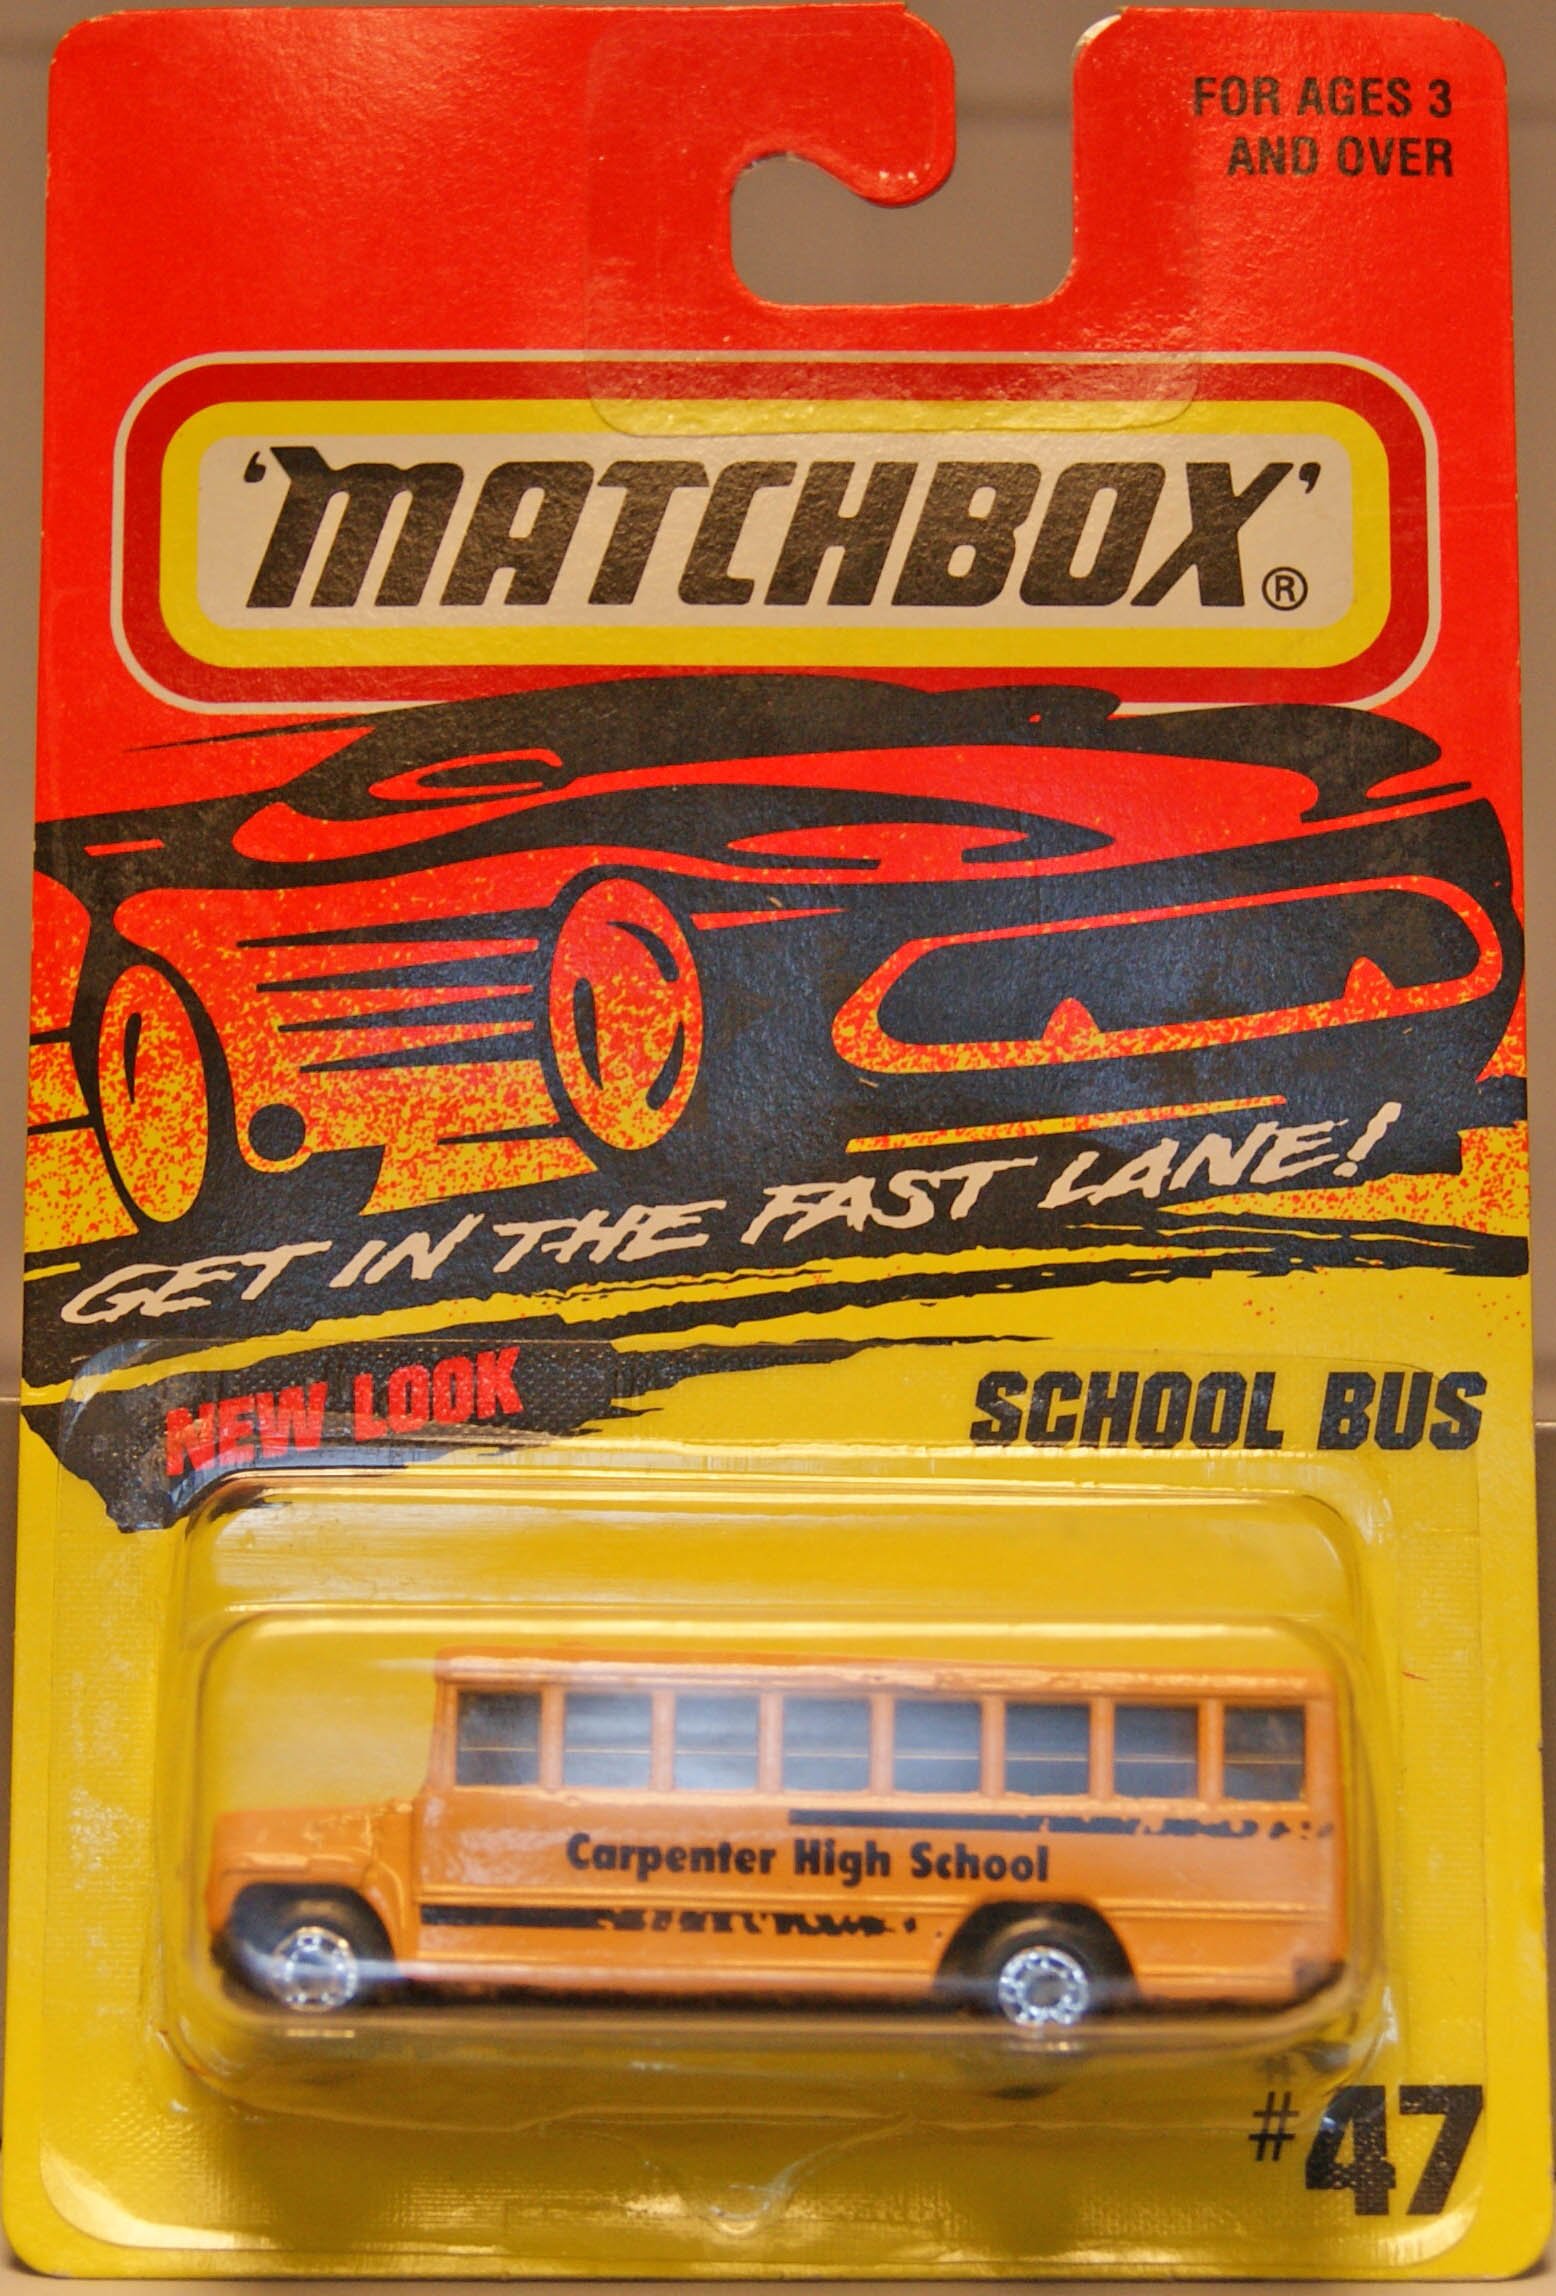 FOR AGES 3
AND OVER
'MATCHBOX'®
GET IN THE FAST LANE!
NEW LOOK
SCHOOL BUS
Carpenter High School
#47